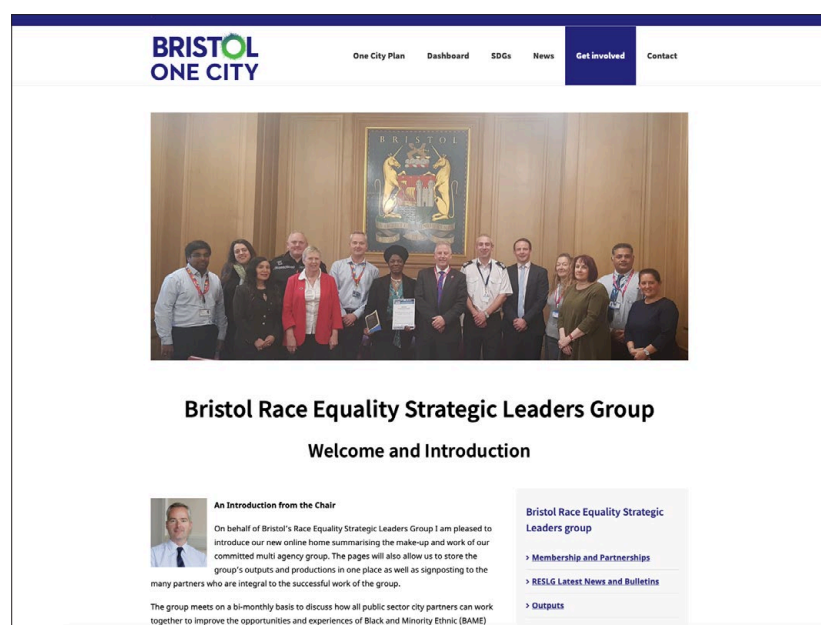 BRISTOL
ONE CITY
One City Plan Dashboard SDGs News Get involved Contact
BRISTOL
Bristol Race Equality Strategic Leaders Group
Welcome and Introduction
An Introduction from the Chair
On behalf of Bristol's Race Equality Strategic Leaders Group I am pleased to
introduce our new online home summarising the make-up and work of our
committed multi agency group. The pages will also allow us to store the
group's outputs and productions in one place as well as signposting to the
many partners who are integral to the successful work of the group.
The group meets on a bi-monthly basis to discuss how all public sector city partners can work
together to improve the opportunities and experiences of Black and Minority Ethnic (BAME)
Bristol Race Equality Strategic
Leaders group
> Membership and Partnerships
> RESLG Latest News and Bulletins
> Outputs